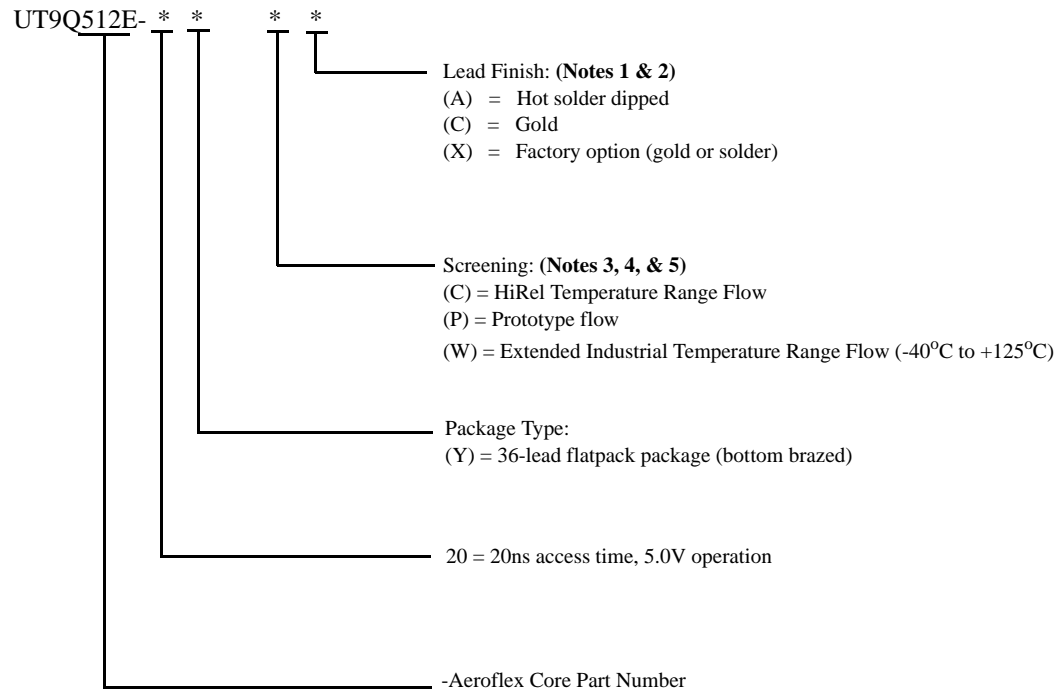 UT9Q512E- * * * *
Lead Finish: (Notes 1 & 2)
(A) = Hot solder dipped
(C) = Gold
(X) = Factory option (gold or solder)
Screening: (Notes 3, 4, & 5)
(C) = HiRel Temperature Range Flow
(P) = Prototype flow
(W) = Extended Industrial Temperature Range Flow (-40°C to +125°C)
Package Type:
(Y) = 36-lead flatpack package (bottom brazed)
20 = 20ns access time, 5.0V operation
-Aeroflex Core Part Number